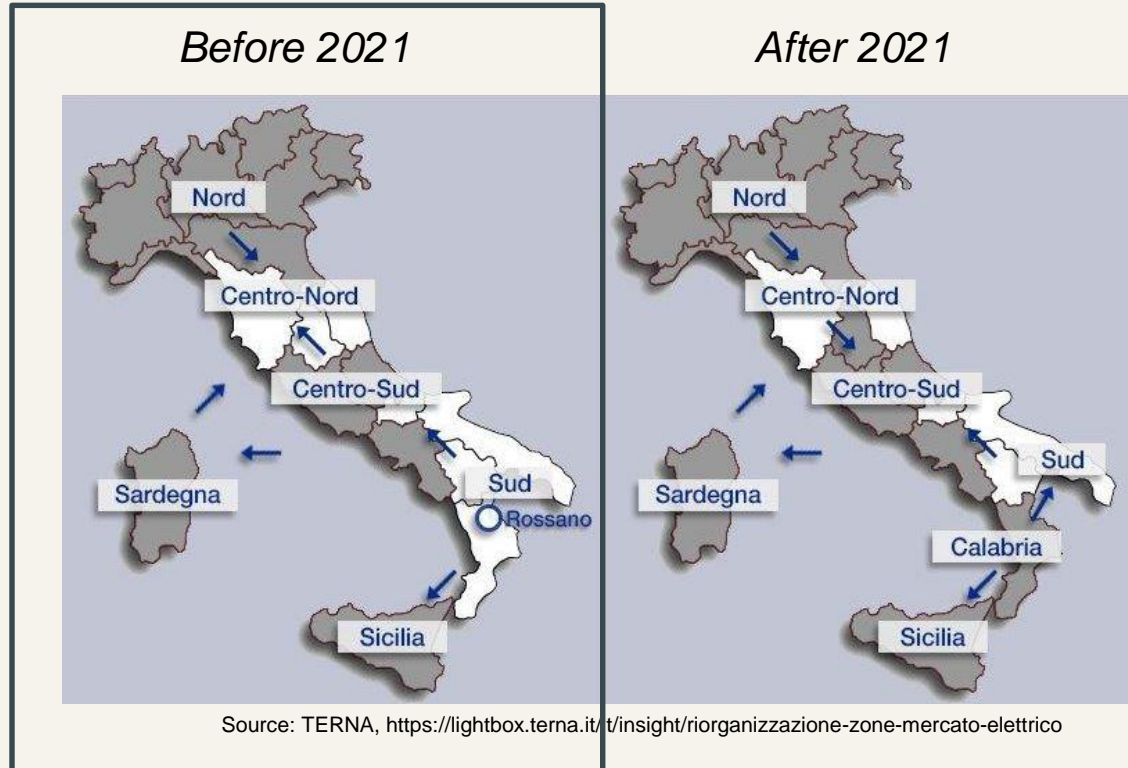 Before 2021
Nord
Centro-Nord
Centro-Sud
Sardegna
Sud
Rossano
Sicilia
After 2021
Nord
Centro-Nord
Centro-Sud
Sardegna
Sud
Calabria
Sicilia
Source: TERNA, https://lightbox.terna.it/it/insight/riorganizzazione-zone-mercato-elettrico